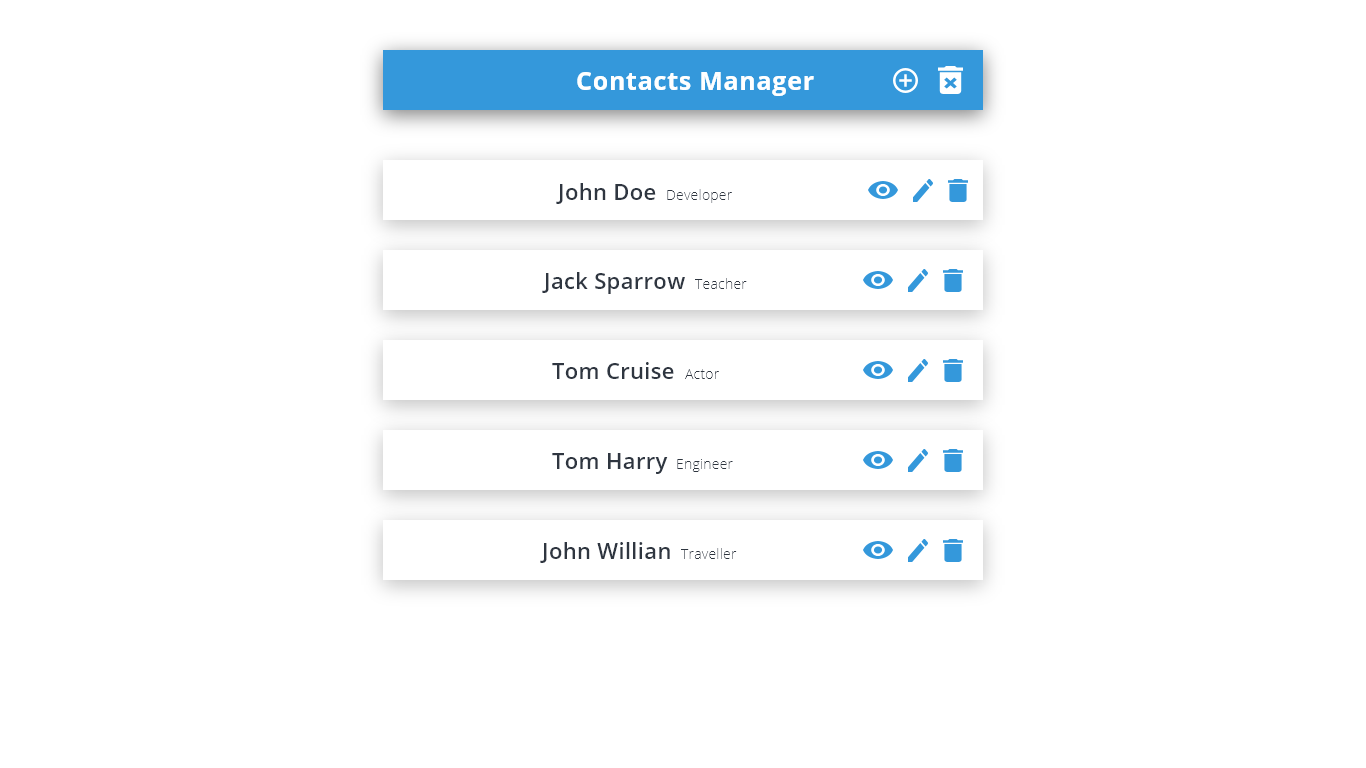 Contacts Manager
John Doe Developer
Jack Sparrow Teacher
Tom Cruise Actor
Tom Harry Engineer
John Willian Traveller